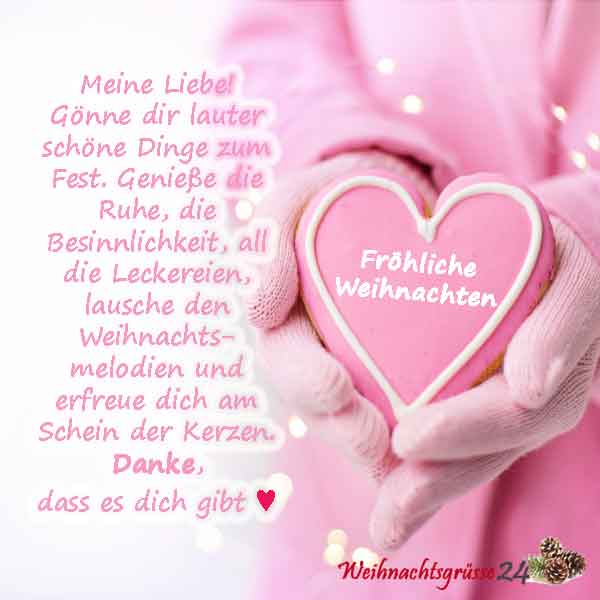 Meine Liebe!
Gönne dir lauter
schöne Dinge zum
Fest. Genieße die
Ruhe, die
Besinnlichkeit, all
die Leckereien,
lausche den
Weihnachts-
melodien und
erfreue dich am
Schein der Kerzen.
Danke,
dass es dich gibt ♥
Fröhliche
Weihnachten
Weihnachtsgrüsse24